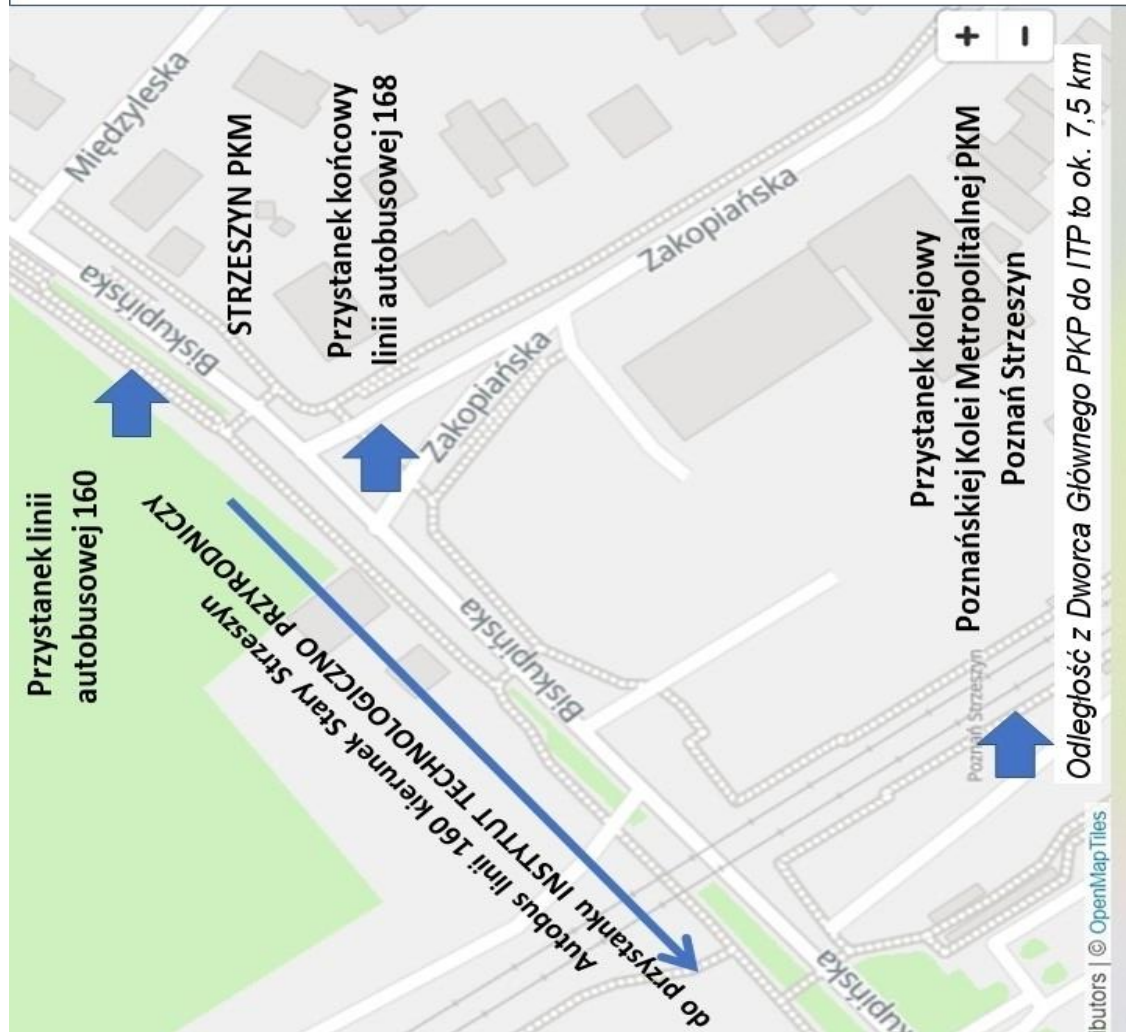 Przystanek linii
autobusowej 160
Międzyleska
Biskupińska
STRZESZYN PKM
Przystanek końcowy
linii autobusowej 168
Zakopiańska
Zakopiańska
Autobus linii 160 kierunek Stary Strzeszyn
do przystanku INSTYTUT TECHNOLOGICZNO PRZYRODNICZY
Biskupińska
Przystanek kolejowy
Poznańskiej Kolei Metropolitalnej PKM
Poznań Strzeszyn
Poznań Strzeszyn
+
−
Odległość z Dworca Głównego PKP do ITP to ok. 7,5 km
Biskupińska
butors | © OpenMapTiles